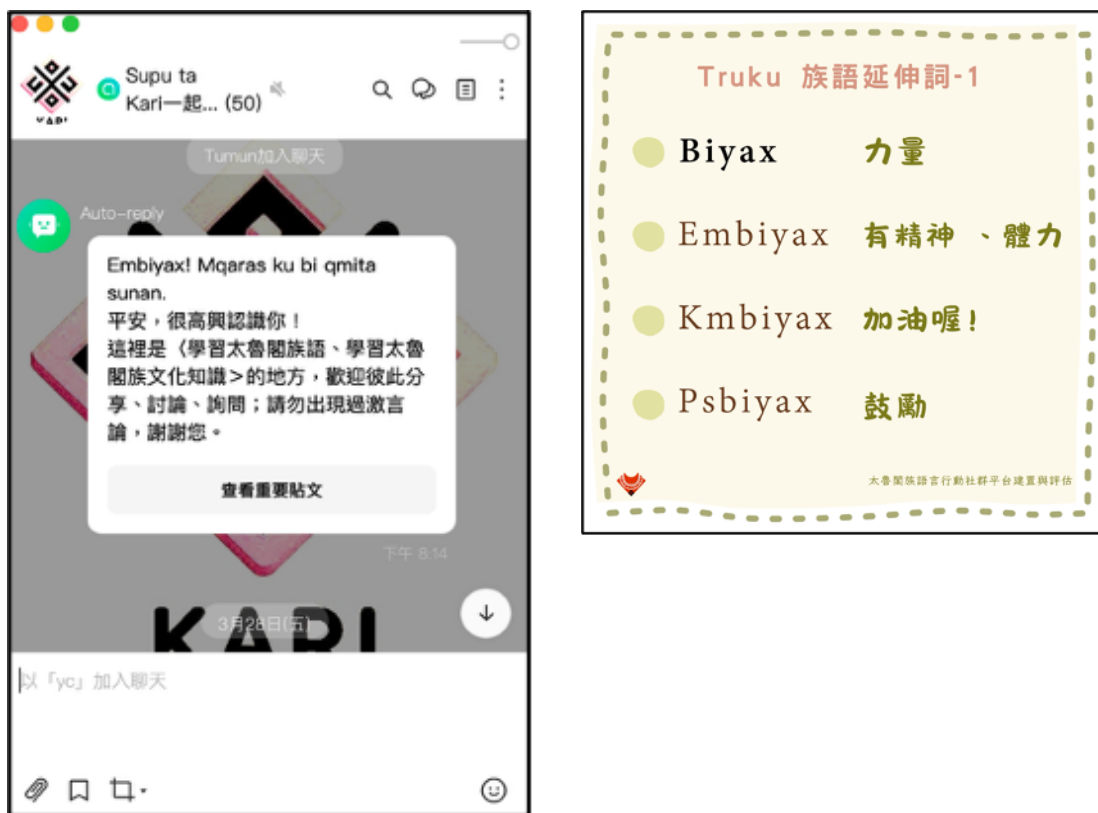 Supu ta
Kari一起... (50)
KARI
Tumun加入聊天
Auto-reply
Embiyax! Mqaras ku bi qmita
sunan.
平安，很高興認識你！
這裡是〈學習太魯閣族語、學習太魯
閣族文化知識＞的地方，歡迎彼此分
享、討論、詢問；請勿出現過激言
論，謝謝您。
查看重要貼文
下午 8:14
3月28日(五)
KARI
以「yc」加入聊天
Truku 族語延伸詞-1
Biyax 力量
Embiyax 有精神 、體力
Kmbiyax 加油喔!
Psbiyax 鼓勵
太魯閣族語言行動社群平台建置與評估